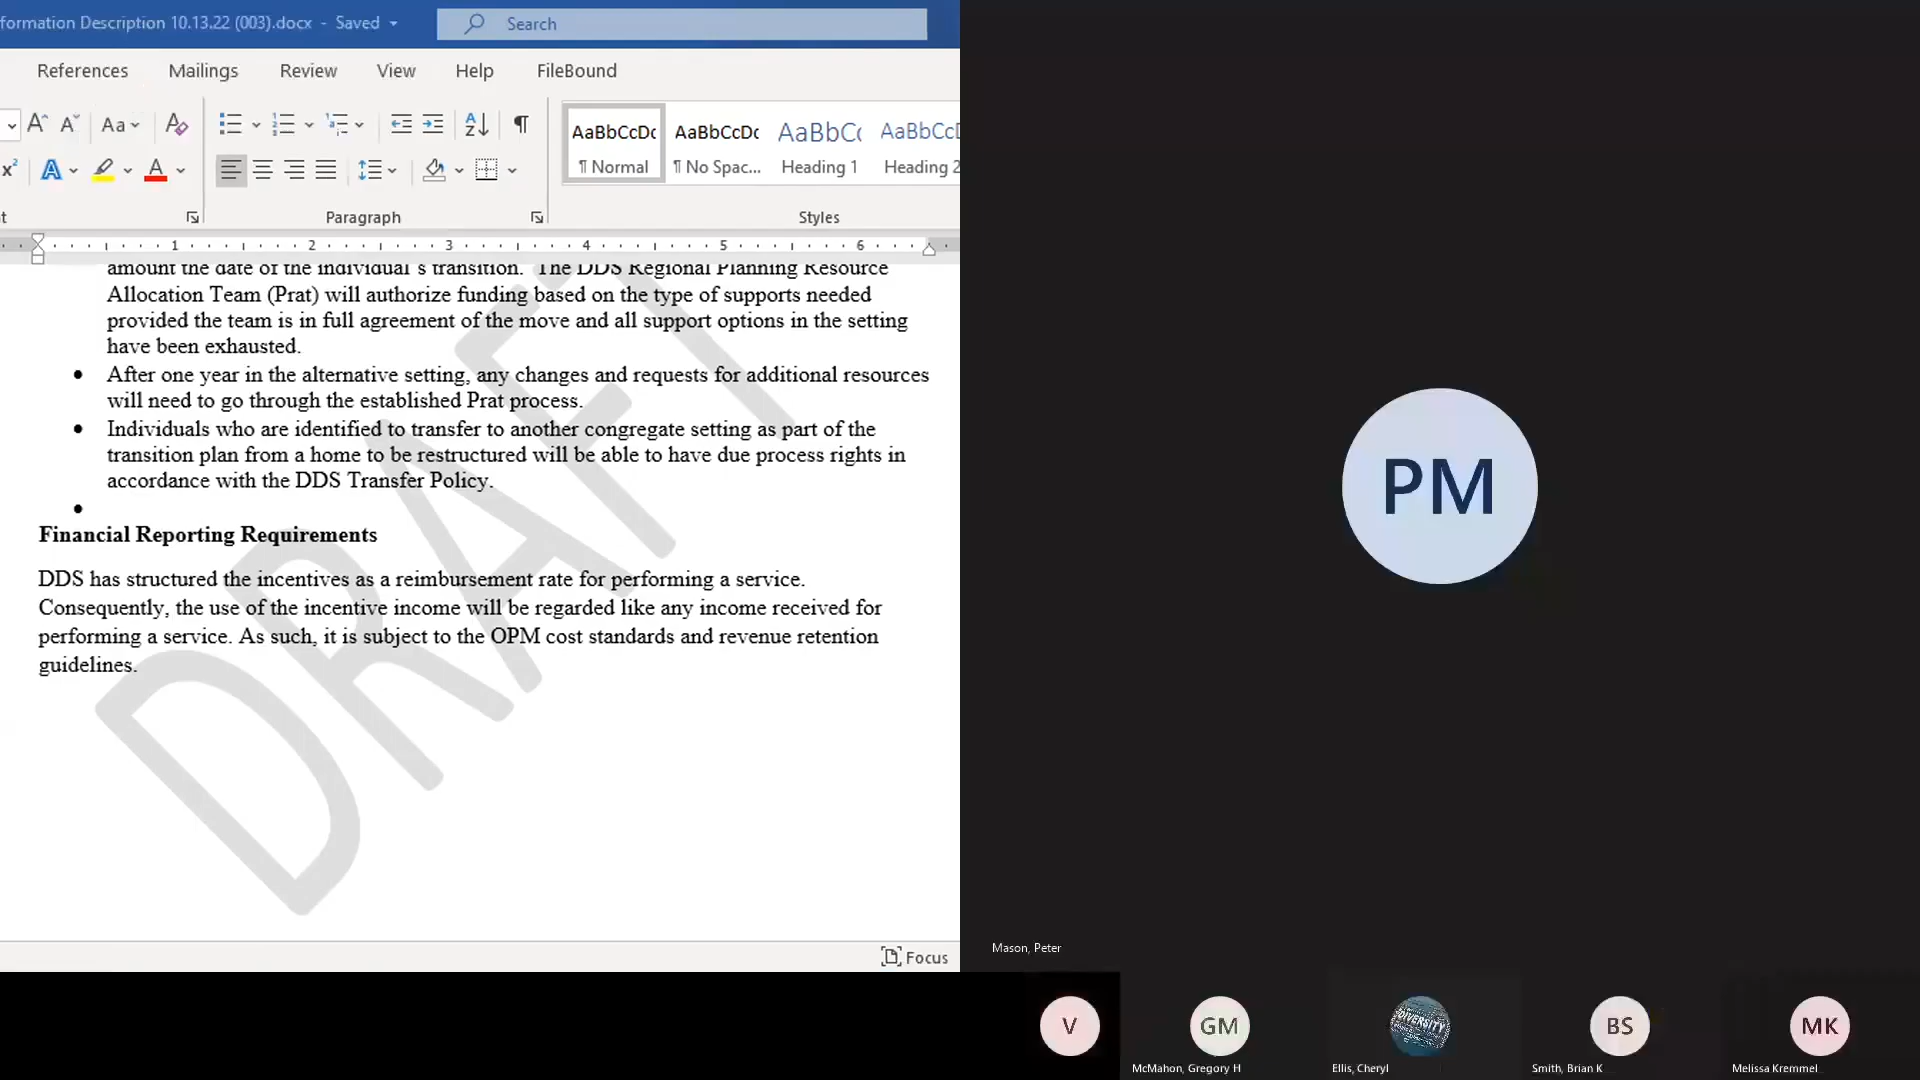 formation Description 10.13.22 (003).docx - Saved
Search
References Mailings Review View Help FileBound
Aa
AaBbCcDc AaBbCcDc AaBbC AaBbC
¶ Normal ¶ No Spac... Heading 1 Heading 2
Paragraph Styles
1 2 3 4 5 6
amount the date of the individual's transition. The DDS Regional Planning Resource
Allocation Team (Prat) will authorize funding based on the type of supports needed
provided the team is in full agreement of the move and all support options in the setting
have been exhausted.
• After one year in the alternative setting, any changes and requests for additional resources
will need to go through the established Prat process.
• Individuals who are identified to transfer to another congregate setting as part of the
transition plan from a home to be restructured will be able to have due process rights in
accordance with the DDS Transfer Policy.
•
Financial Reporting Requirements
DDS has structured the incentives as a reimbursement rate for performing a service.
Consequently, the use of the incentive income will be regarded like any income received for
performing a service. As such, it is subject to the OPM cost standards and revenue retention
guidelines.
DRAFT
Focus
PM
Mason, Peter
V GM DIVERSITY BS MK
McMahon, Gregory H Ellis, Cheryl Smith, Brian K Melissa Kremmel